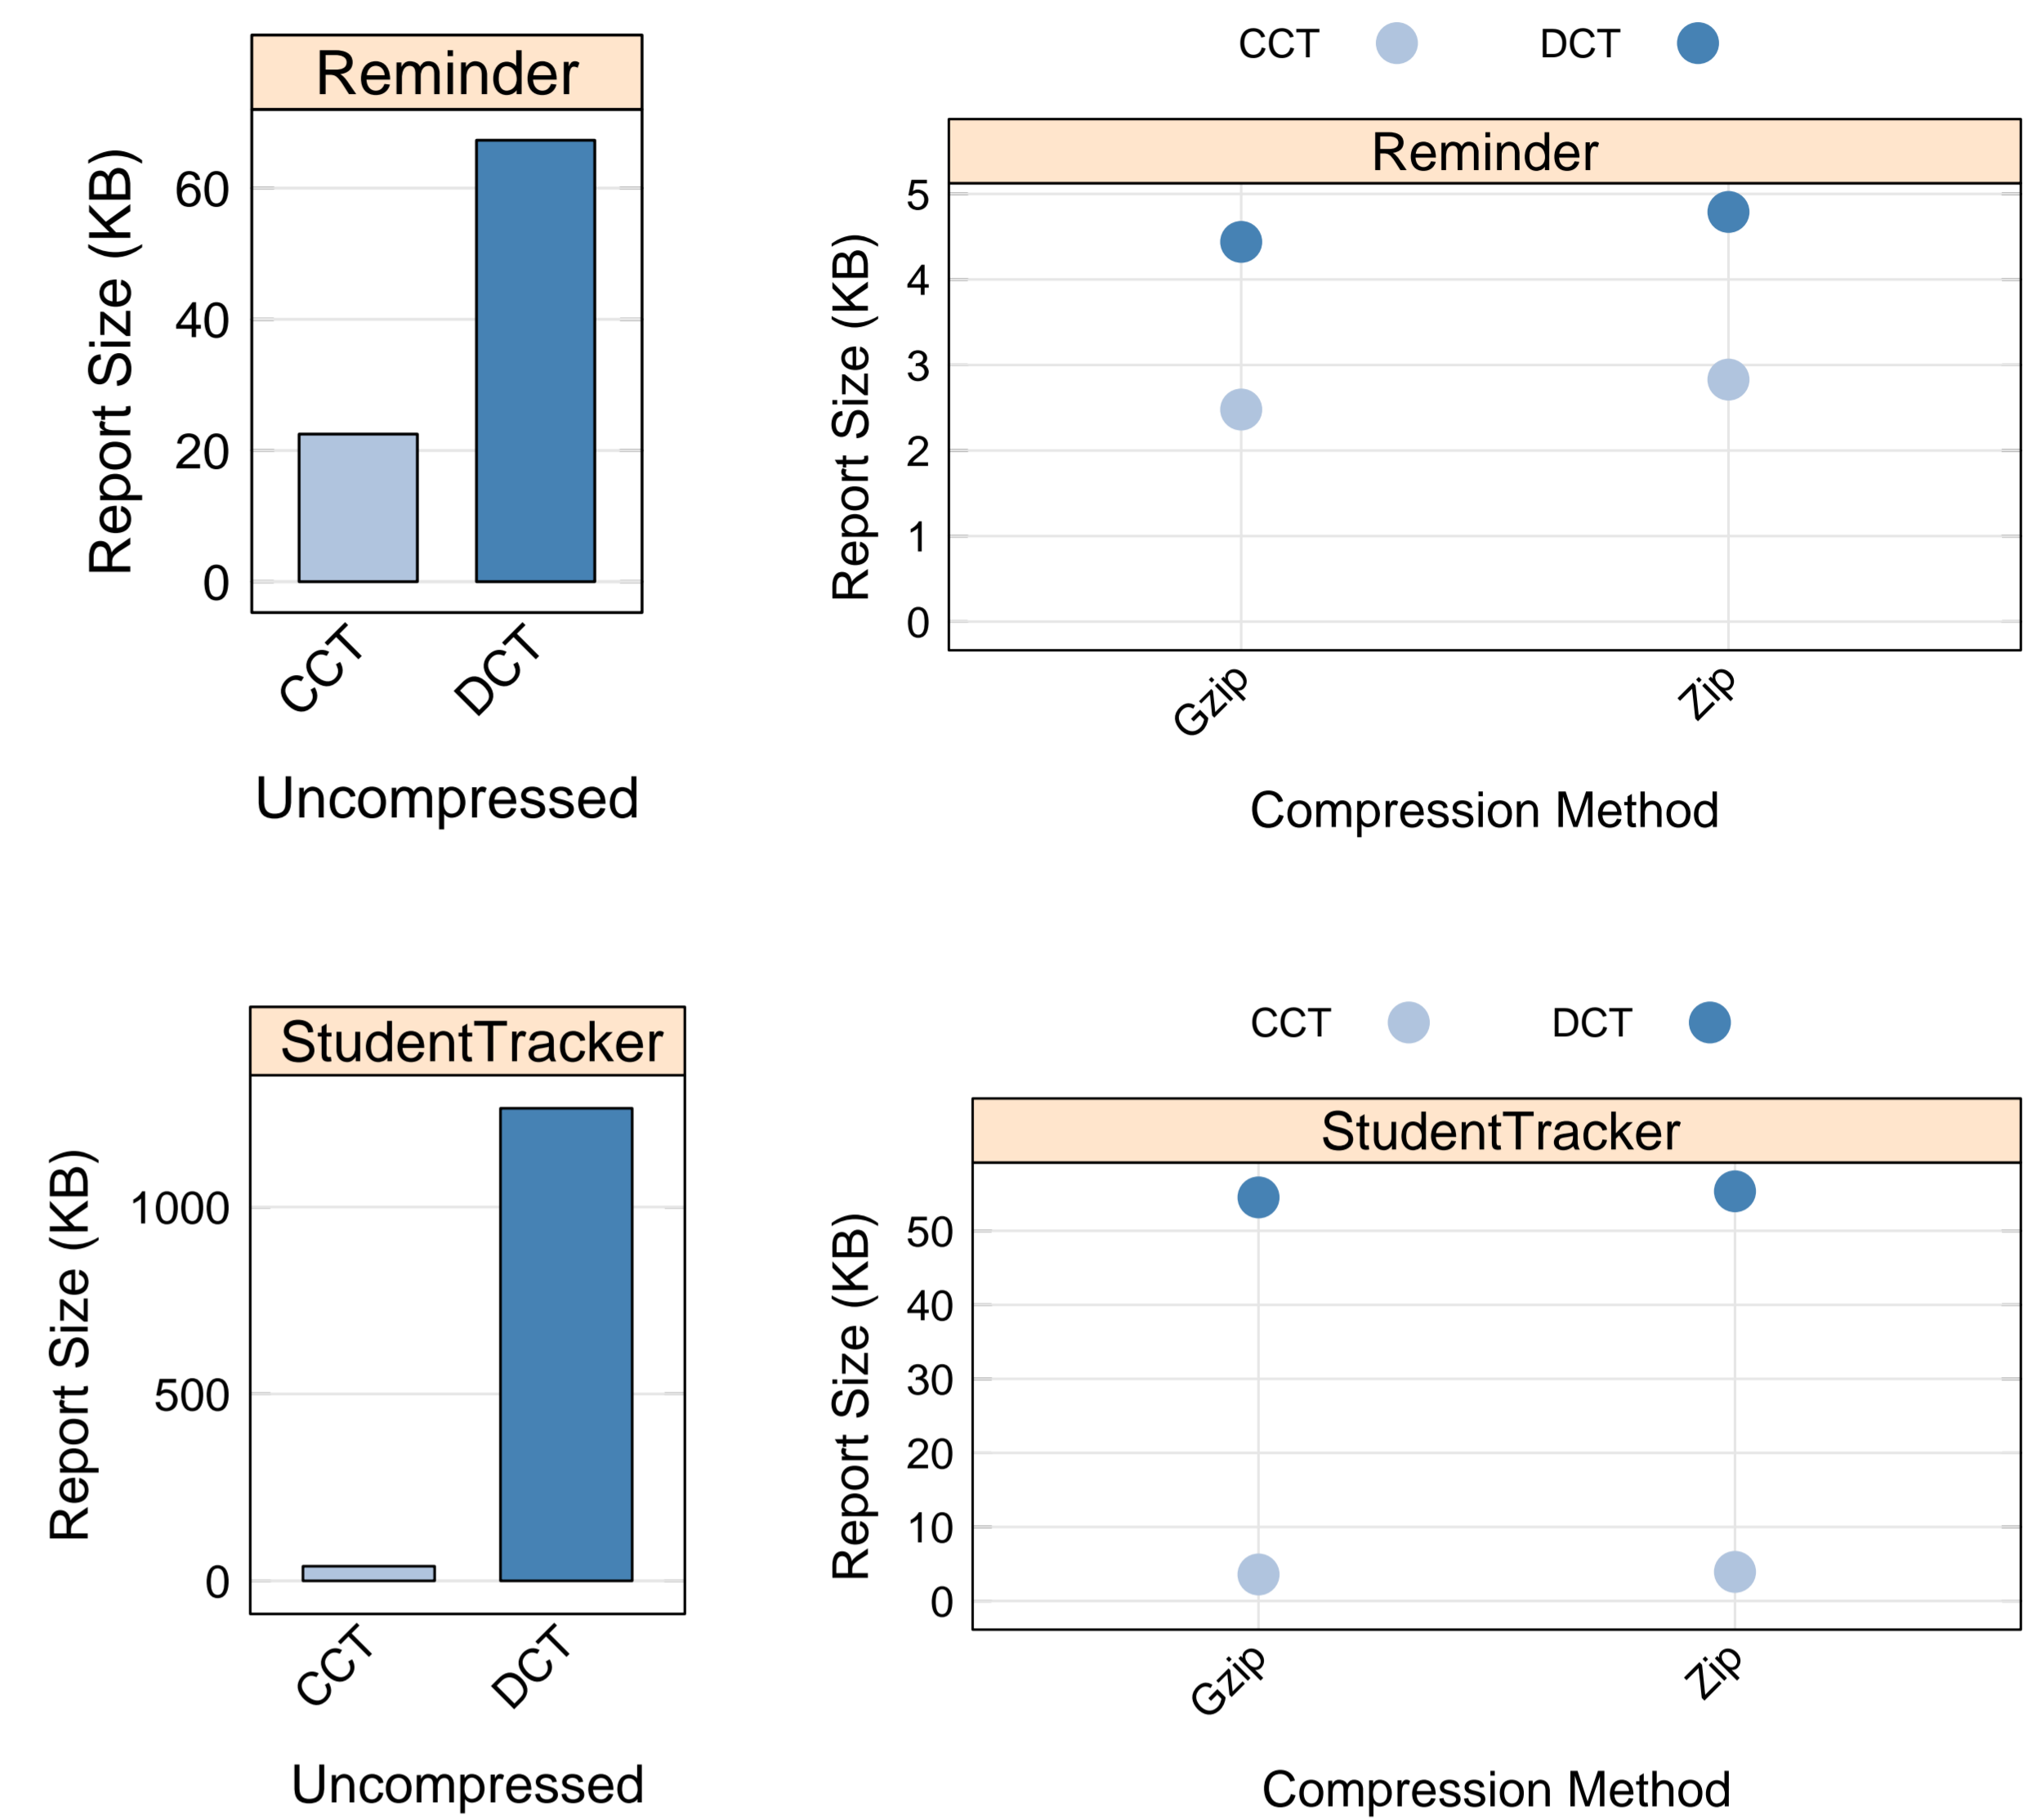 Reminder
Report Size (KB)
60
40
20
0
CCT
DCT
Uncompressed
CCT
DCT
Reminder
Report Size (KB)
5
4
3
2
1
0
Gzip
Zip
Compression Method
StudentTracker
Report Size (KB)
1000
500
0
CCT
DCT
Uncompressed
CCT
DCT
StudentTracker
Report Size (KB)
50
40
30
20
10
0
Gzip
Zip
Compression Method